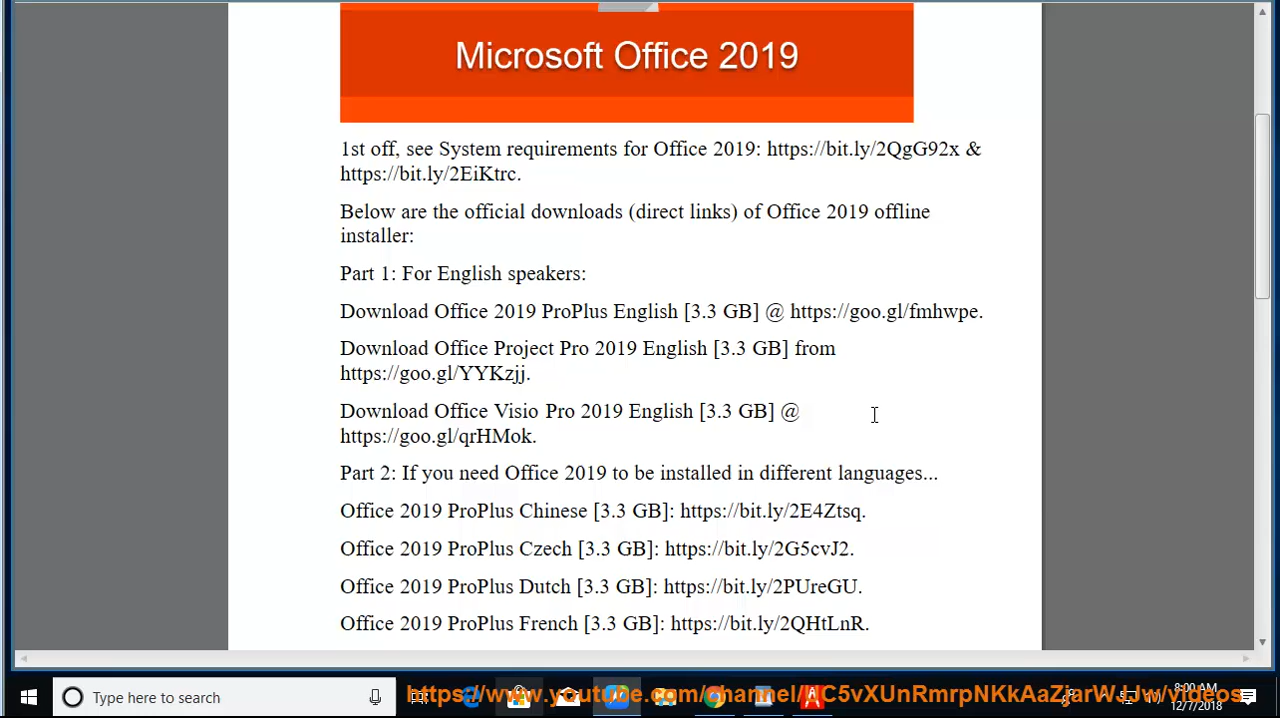 Microsoft Office 2019
1st off, see System requirements for Office 2019: https://bit.ly/2QgG92x &
https://bit.ly/2EiKtrc.
Below are the official downloads (direct links) of Office 2019 offline
installer:
Part 1: For English speakers:
Download Office 2019 ProPlus English [3.3 GB] @ https://goo.gl/fmhwpe.
Download Office Project Pro 2019 English [3.3 GB] from
https://goo.gl/YYKzjj.
Download Office Visio Pro 2019 English [3.3 GB] @
https://goo.gl/qrHMok.
Part 2: If you need Office 2019 to be installed in different languages...
Office 2019 ProPlus Chinese [3.3 GB]: https://bit.ly/2E4Ztsq.
Office 2019 ProPlus Czech [3.3 GB]: https://bit.ly/2G5cvJ2.
Office 2019 ProPlus Dutch [3.3 GB]: https://bit.ly/2PUreGU.
Office 2019 ProPlus French [3.3 GB]: https://bit.ly/2QHtLnR.
Type here to search
8:00 AM
12/7/2018